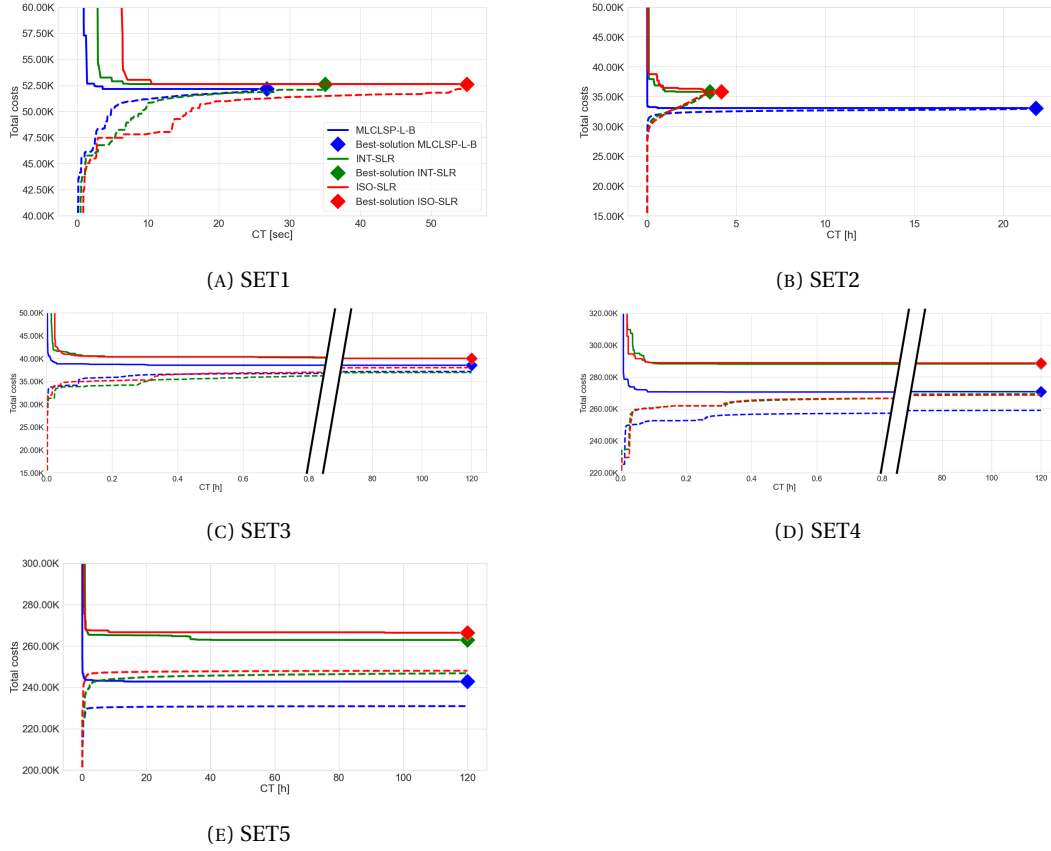 60.00K
57.50K
55.00K
52.50K
50.00K
47.50K
45.00K
42.50K
40.00K
Total costs
MLCLSP-L-B
Best-solution MLCLSP-L-B
INT-SLR
Best-solution INT-SLR
ISO-SLR
Best-solution ISO-SLR
0 10 20 30 40 50
CT [sec]
(A) SET1
50.00K
45.00K
40.00K
35.00K
30.00K
25.00K
20.00K
15.00K
Total costs
0 5 10 15 20
CT [h]
(B) SET2
50.00K
45.00K
40.00K
35.00K
30.00K
25.00K
20.00K
15.00K
Total costs
0.0 0.2 0.4 0.6 0.8 80 100 120
CT [h]
(C) SET3
320.00K
300.00K
280.00K
260.00K
240.00K
220.00K
Total costs
0.0 0.2 0.4 0.6 0.8 80 100 120
CT [h]
(D) SET4
300.00K
280.00K
260.00K
240.00K
220.00K
200.00K
Total costs
0 20 40 60 80 100 120
CT [h]
(E) SET5